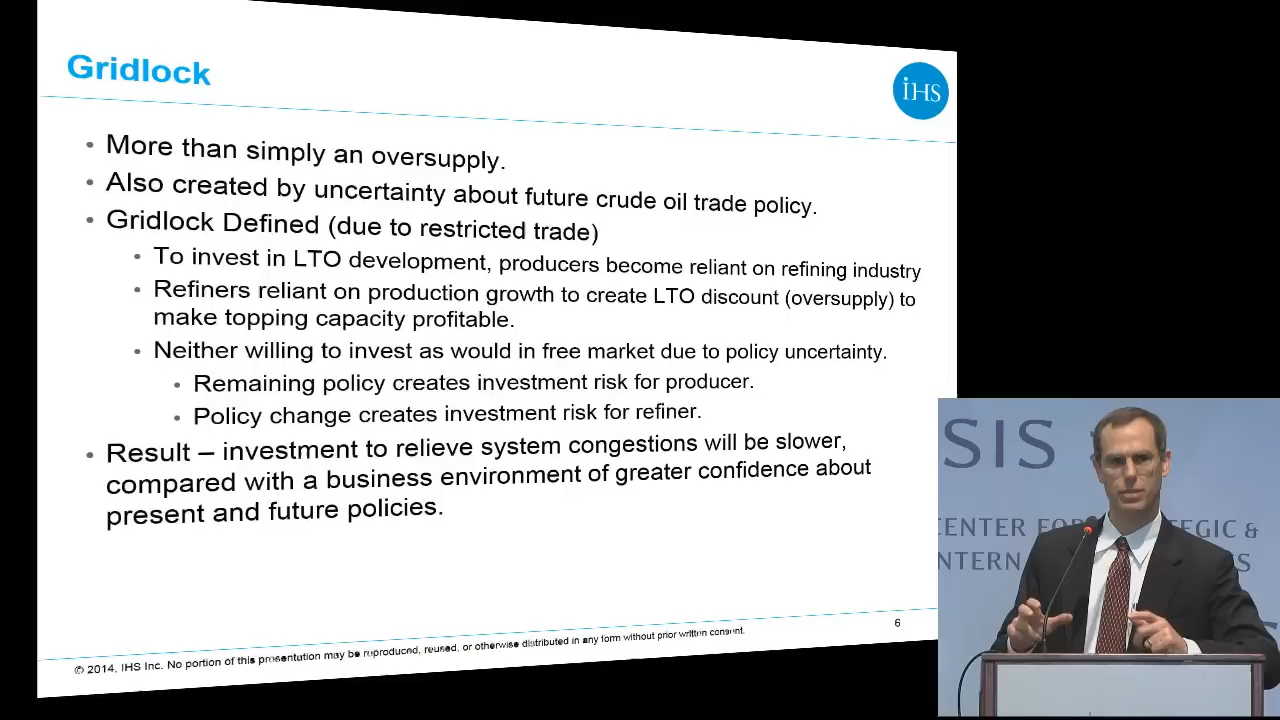 Gridlock
IHS
• More than simply an oversupply.
• Also created by uncertainty about future crude oil trade policy.
• Gridlock Defined (due to restricted trade)
• To invest in LTO development, producers become reliant on refining industry
• Refiners reliant on production growth to create LTO discount (oversupply) to
make topping capacity profitable.
• Neither willing to invest as would in free market due to policy uncertainty.
• Remaining policy creates investment risk for producer.
• Policy change creates investment risk for refiner.
• Result – investment to relieve system congestions will be slower,
compared with a business environment of greater confidence about
present and future policies.
6
© 2014, IHS Inc. No portion of this presentation may be reproduced, reused, or otherwise distributed in any form without prior written consent.
SIS
CENTER
&